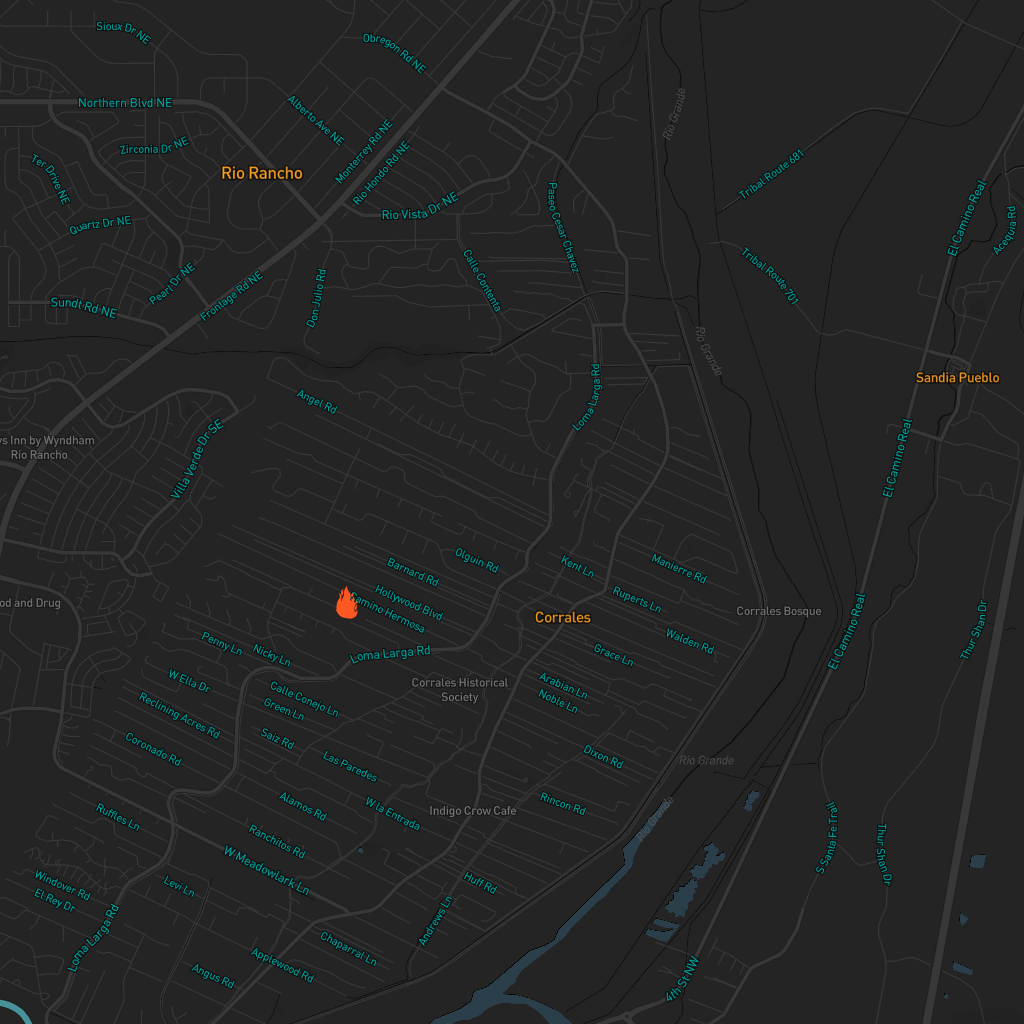 Sioux Dr NE
Obregon Rd NE
Northern Blvd NE
Alberto Ave NE
Rio Grande
Zirconia Dr NE
Monterrey Rd NE
Rio Hondo Rd NE
Ter Drive NE
Rio Rancho
Tribal Route 681
Rio Vista Dr NE
Paseo Cesar Chavez
El Camino Real
Acequia Rd
Quartz Dr NE
Calle Contenta
Tribal Route 701
Pearl Dr NE
Frontage Rd NE
Don Julio Rd
Sundt Rd NE
Rio Grande
Sandia Pueblo
Angel Rd
Loma Larga Rd
ys Inn by Wyndham
Rio Rancho
Villa Verde Dr SE
El Camino Real
Olguin Rd
Kent Ln
Manierre Rd
Barnard Rd
Hollywood Blvd
Camino Hermosa
Ruperts Ln
od and Drug
Corrales
Corrales Bosque
El Camino Real
Thur Shan Dr
Penny Ln
Nicky Ln
Loma Larga Rd
Walden Rd
Grace Ln
W Ella Dr
Corrales Historical
Society
Arabian Ln
Noble Ln
Calle Conejo Ln
Green Ln
Reclining Acres Rd
Saiz Rd
Coronado Rd
Las Paredes
Dixon Rd
Rio Grande
Alamos Rd
W la Entrada
Indigo Crow Cafe
Rincon Rd
Rio Grande
Ruffles Ln
Ranchitos Rd
S Santa Fe Trail
Thur Shan Dr
W Meadowlark Ln
Windover Rd
El Rey Dr
Levi Ln
Huff Rd
Andrews Ln
Loma Larga Rd
Chaparral Ln
Applewood Rd
Angus Rd
4th St NW